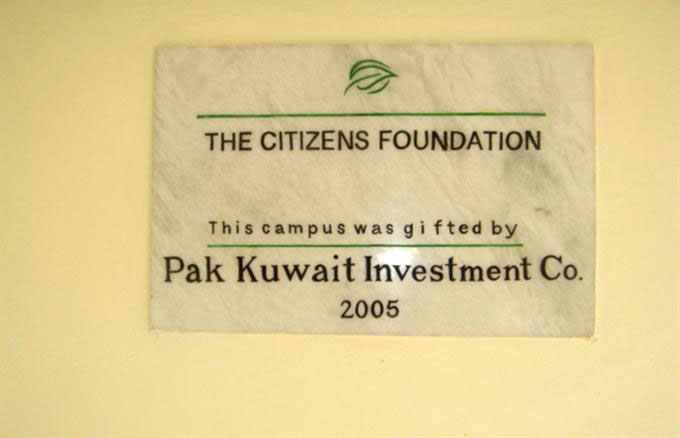 THE CITIZENS FOUNDATION
This campus was gifted by
Pak Kuwait Investment Co.
2005